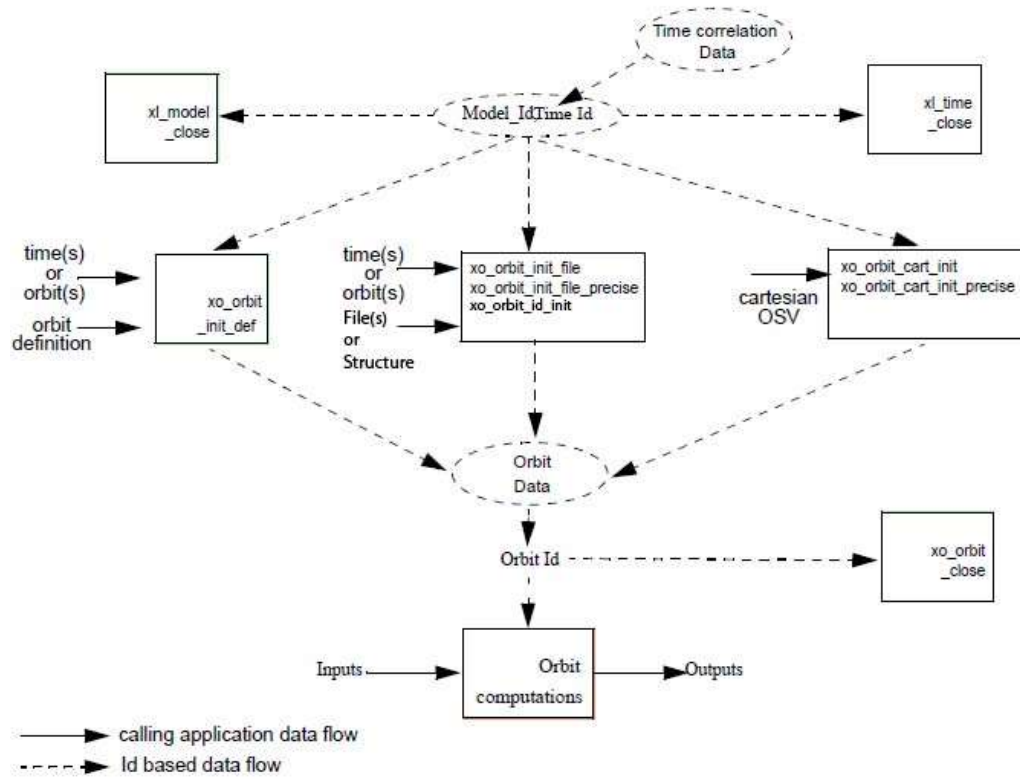 Time correlation
Data
xl_model
_close
Model_Id,Time Id
xl_time
_close
time(s)
or
orbit(s)
orbit
definition
xo_orbit
_init_def
time(s)
or
orbit(s)
File(s)
or
Structure
xo_orbit_init_file
xo_orbit_init_file_precise
xo_orbit_id_init
cartesian
OSV
xo_orbit_cart_init
xo_orbit_cart_init_precise
Orbit
Data
Orbit Id
xo_orbit
_close
Inputs
Orbit
computations
Outputs
calling application data flow
Id based data flow